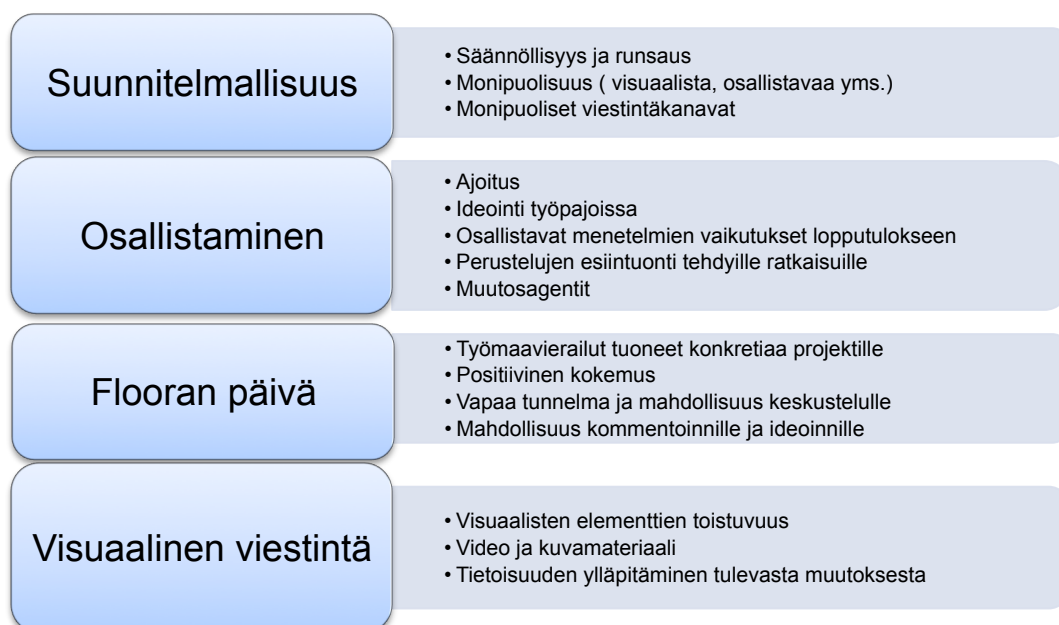 Suunnitelmallisuus
• Säännöllisyys ja runsaus
• Monipuolisuus ( visuaalista, osallistavaa yms.)
• Monipuoliset viestintäkanavat
Osallistaminen
• Ajoitus
• Ideointi työpajoissa
• Osallistavat menetelmien vaikutukset lopputulokseen
• Perustelujen esiintuonti tehdyille ratkaisuille
• Muutosagentit
Flooran päivä
• Työmaavierailut tuoneet konkretiaa projektille
• Positiivinen kokemus
• Vapaa tunnelma ja mahdollisuus keskustelulle
• Mahdollisuus kommentoinnille ja ideoinnille
Visuaalinen viestintä
• Visuaalisten elementtien toistuvuus
• Video ja kuvamateriaali
• Tietoisuuden ylläpitäminen tulevasta muutoksesta